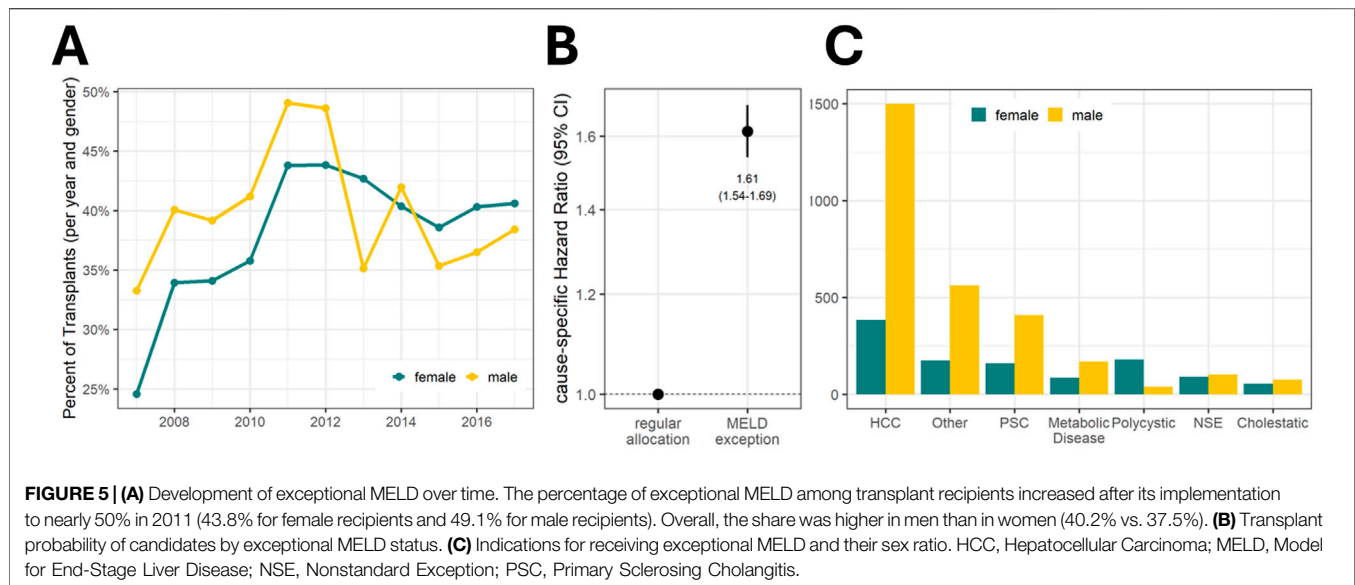 A
B
C
Percent of Transplants (per year and gender)
50%
45%
40%
35%
30%
25%
2008
2010
2012
2014
2016
female
male
cause-specific Hazard Ratio (95% CI)
1.6
1.4
1.2
1.0
1.61
(1.54-1.69)
regular
allocation
MELD
exception
female
male
1500
1000
500
0
HCC
Other
PSC
Metabolic
Disease
Polycystic
NSE
Cholestatic
FIGURE 5 | (A) Development of exceptional MELD over time. The percentage of exceptional MELD among transplant recipients increased after its implementation
to nearly 50% in 2011 (43.8% for female recipients and 49.1% for male recipients). Overall, the share was higher in men than in women (40.2% vs. 37.5%). (B) Transplant
probability of candidates by exceptional MELD status. (C) Indications for receiving exceptional MELD and their sex ratio. HCC, Hepatocellular Carcinoma; MELD, Model
for End-Stage Liver Disease; NSE, Nonstandard Exception; PSC, Primary Sclerosing Cholangitis.